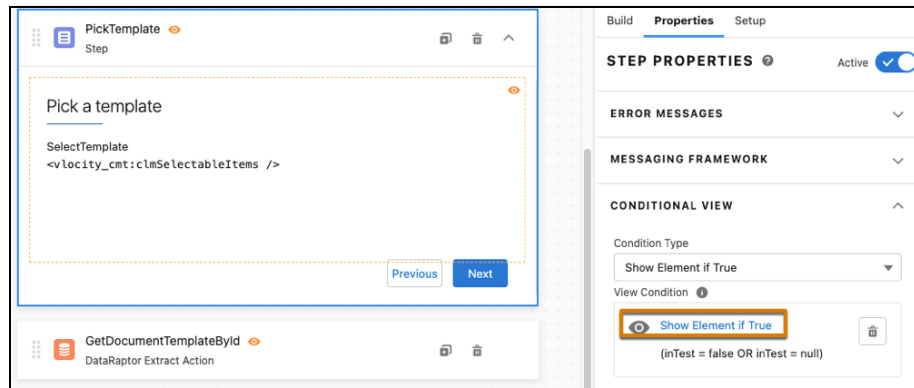 PickTemplate
Step
Pick a template
SelectTemplate
<vlocity_cmt:clmSelectableItems />
Previous
Next
GetDocumentTemplateById
DataRaptor Extract Action
Build Properties Setup
STEP PROPERTIES ?
Active
ERROR MESSAGES
MESSAGING FRAMEWORK
CONDITIONAL VIEW
Condition Type
Show Element if True
View Condition i
Show Element if True
(inTest = false OR inTest = null)